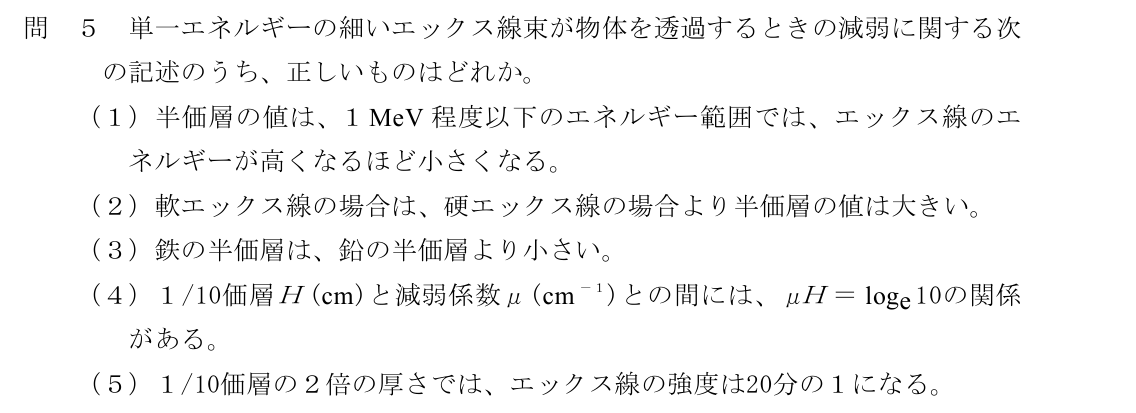 問　５　単一エネルギーの細いエックス線束が物体を透過するときの減弱に関する次
の記述のうち、正しいものはどれか。
（１）半価層の値は、１MeV 程度以下のエネルギー範囲では、エックス線のエ
ネルギーが高くなるほど小さくなる。
（２）軟エックス線の場合は、硬エックス線の場合より半価層の値は大きい。
（３）鉄の半価層は、鉛の半価層より小さい。
（４）１/10価層H（cm）と減弱係数μ（cm⁻¹）との間には、μH＝logₑ10の関係
がある。
（５）１/10価層の２倍の厚さでは、エックス線の強度は20分の１になる。